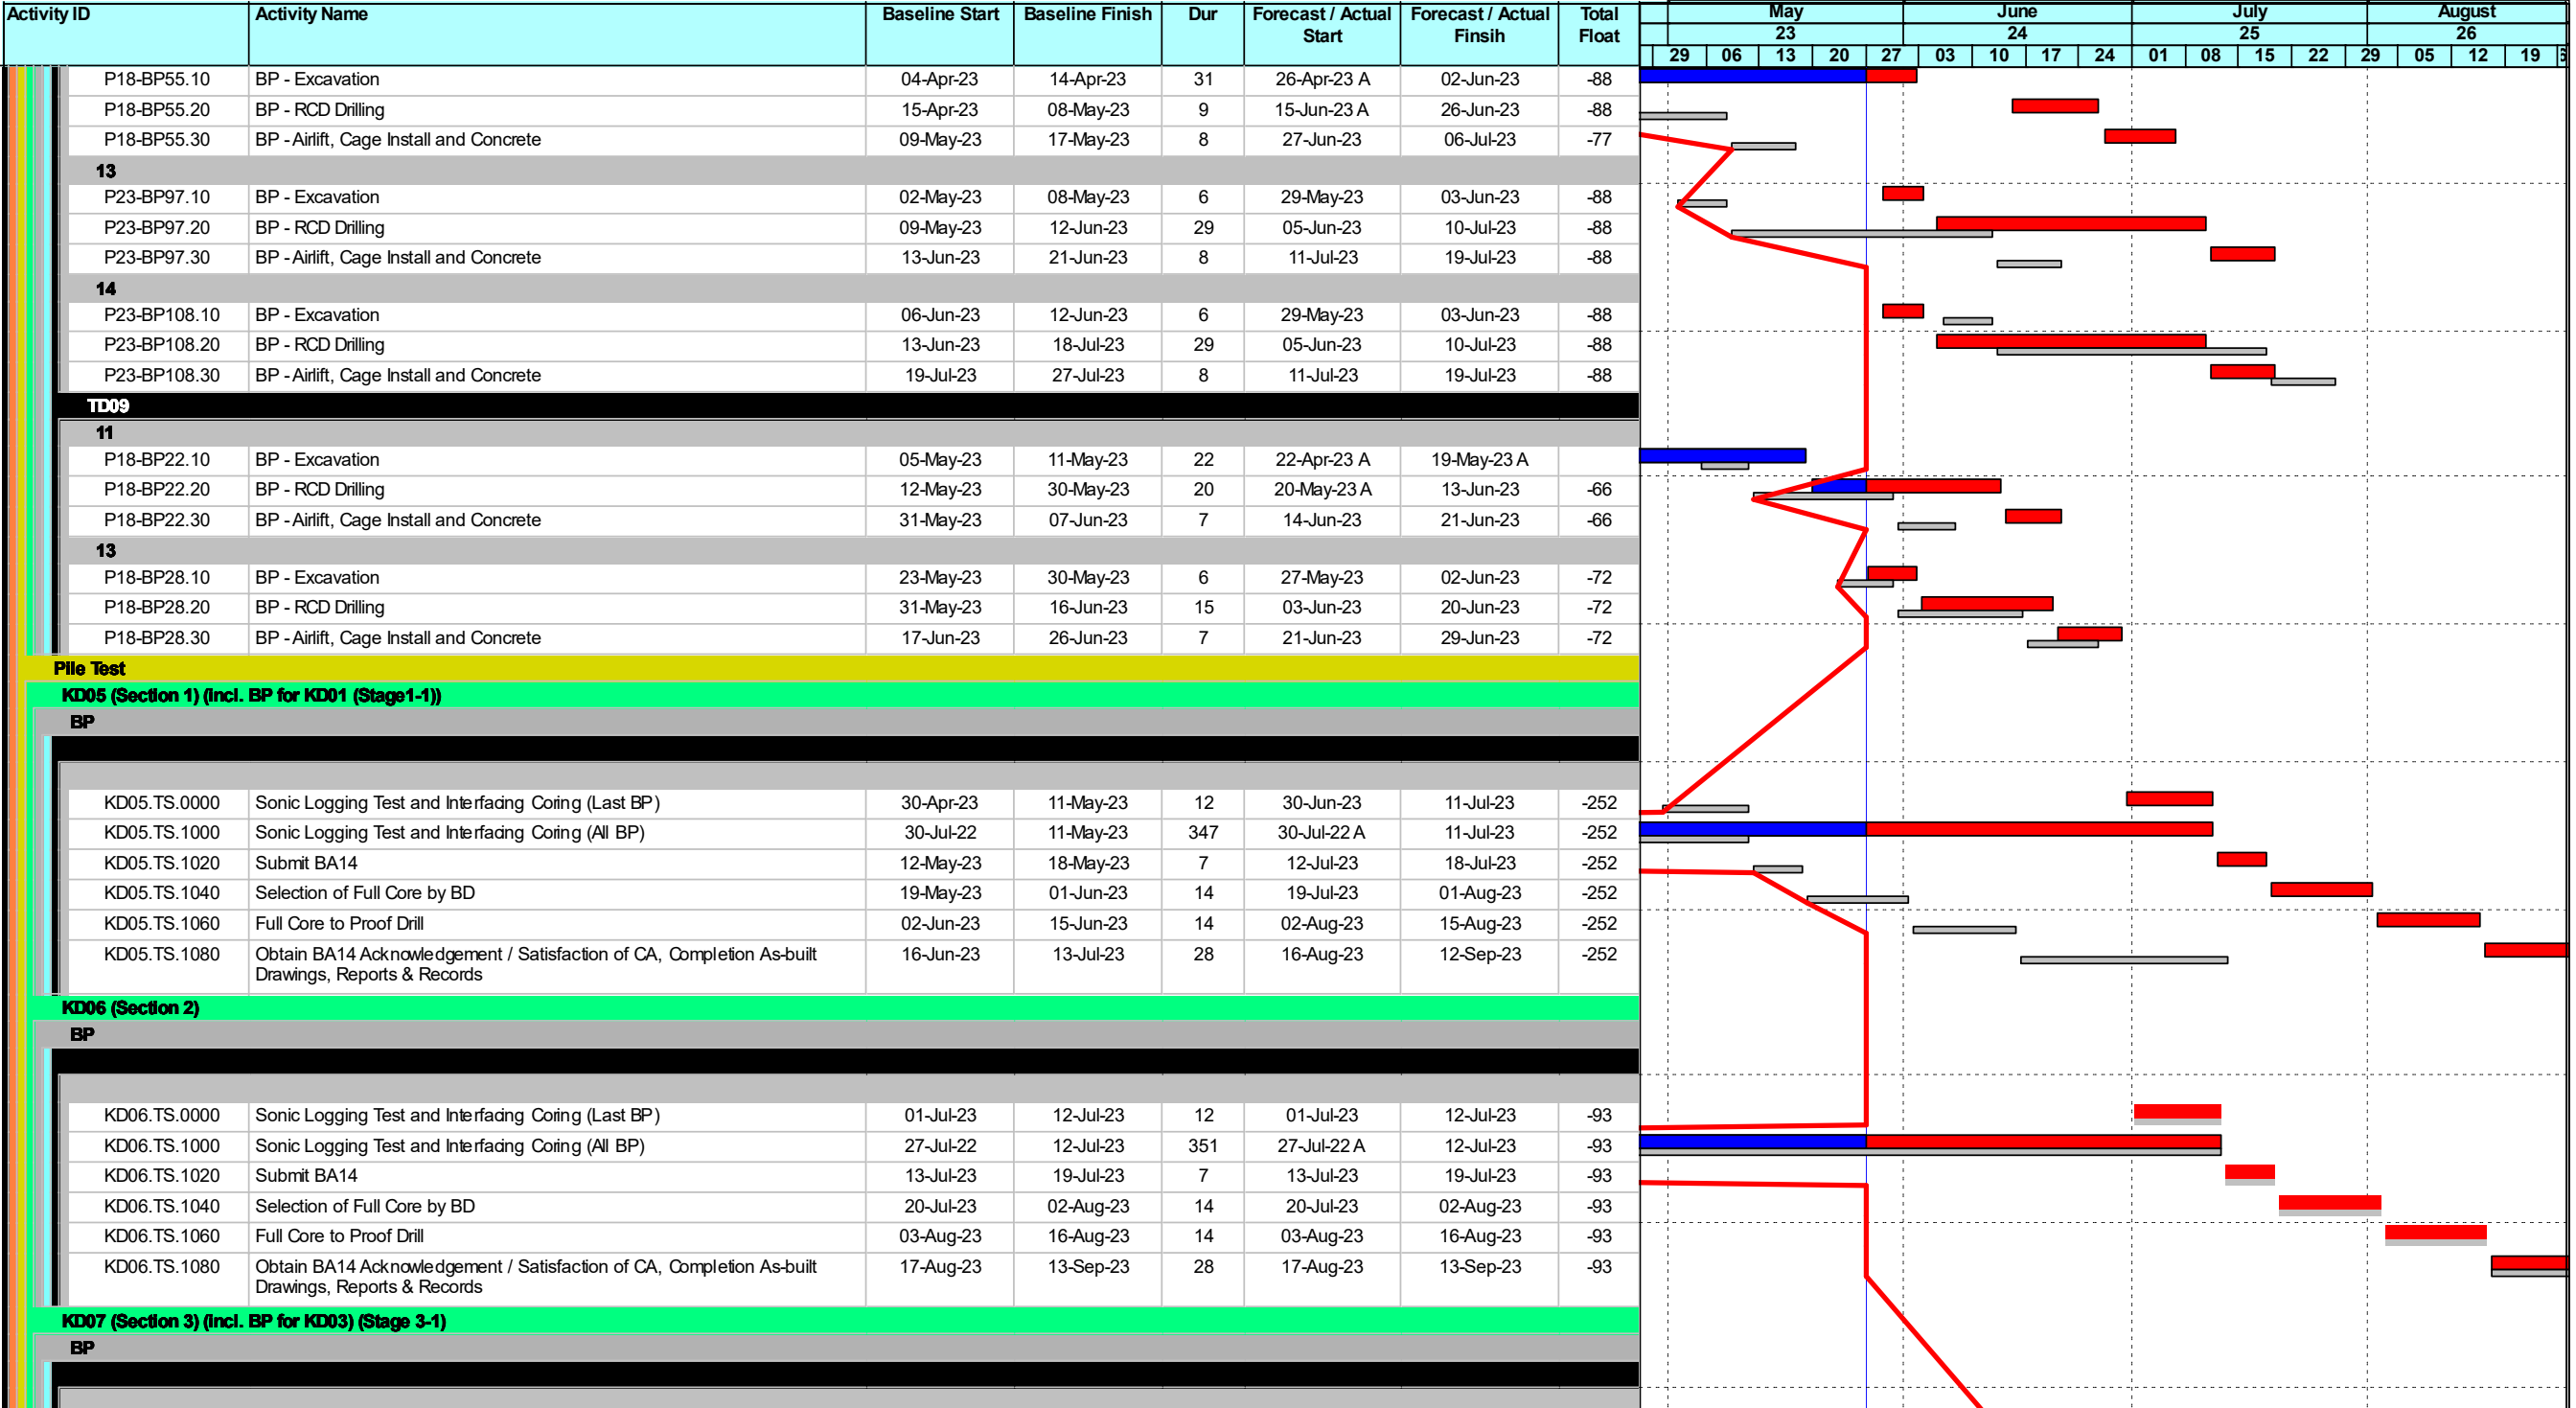 Activity ID Activity Name Baseline Start Baseline Finish Dur Forecast / Actual Start Forecast / Actual Finsih Total Float May June July August
23 24 25 26
29 06 13 20 27 03 10 17 24 01 08 15 22 29 05 12 19
P18-BP55.10 BP - Excavation 04-Apr-23 14-Apr-23 31 26-Apr-23 A 02-Jun-23 -88
P18-BP55.20 BP - RCD Drilling 15-Apr-23 08-May-23 9 15-Jun-23 A 26-Jun-23 -88
P18-BP55.30 BP - Airlift, Cage Install and Concrete 09-May-23 17-May-23 8 27-Jun-23 06-Jul-23 -77
13
P23-BP97.10 BP - Excavation 02-May-23 08-May-23 6 29-May-23 03-Jun-23 -88
P23-BP97.20 BP - RCD Drilling 09-May-23 12-Jun-23 29 05-Jun-23 10-Jul-23 -88
P23-BP97.30 BP - Airlift, Cage Install and Concrete 13-Jun-23 21-Jun-23 8 11-Jul-23 19-Jul-23 -88
14
P23-BP108.10 BP - Excavation 06-Jun-23 12-Jun-23 6 29-May-23 03-Jun-23 -88
P23-BP108.20 BP - RCD Drilling 13-Jun-23 18-Jul-23 29 05-Jun-23 10-Jul-23 -88
P23-BP108.30 BP - Airlift, Cage Install and Concrete 19-Jul-23 27-Jul-23 8 11-Jul-23 19-Jul-23 -88
TD09
11
P18-BP22.10 BP - Excavation 05-May-23 11-May-23 22 22-Apr-23 A 19-May-23 A
P18-BP22.20 BP - RCD Drilling 12-May-23 30-May-23 20 20-May-23 A 13-Jun-23 -66
P18-BP22.30 BP - Airlift, Cage Install and Concrete 31-May-23 07-Jun-23 7 14-Jun-23 21-Jun-23 -66
13
P18-BP28.10 BP - Excavation 23-May-23 30-May-23 6 27-May-23 02-Jun-23 -72
P18-BP28.20 BP - RCD Drilling 31-May-23 16-Jun-23 15 03-Jun-23 20-Jun-23 -72
P18-BP28.30 BP - Airlift, Cage Install and Concrete 17-Jun-23 26-Jun-23 7 21-Jun-23 29-Jun-23 -72
Pile Test
KD05 (Section 1) (incl. BP for KD01 (Stage1-1))
BP
KD05.TS.0000 Sonic Logging Test and Interfacing Coring (Last BP) 30-Apr-23 11-May-23 12 30-Jun-23 11-Jul-23 -252
KD05.TS.1000 Sonic Logging Test and Interfacing Coring (All BP) 30-Jul-22 11-May-23 347 30-Jul-22 A 11-Jul-23 -252
KD05.TS.1020 Submit BA14 12-May-23 18-May-23 7 12-Jul-23 18-Jul-23 -252
KD05.TS.1040 Selection of Full Core by BD 19-May-23 01-Jun-23 14 19-Jul-23 01-Aug-23 -252
KD05.TS.1060 Full Core to Proof Drill 02-Jun-23 15-Jun-23 14 02-Aug-23 15-Aug-23 -252
KD05.TS.1080 Obtain BA14 Acknowledgement / Satisfaction of CA, Completion As-built Drawings, Reports & Records 16-Jun-23 13-Jul-23 28 16-Aug-23 12-Sep-23 -252
KD06 (Section 2)
BP
KD06.TS.0000 Sonic Logging Test and Interfacing Coring (Last BP) 01-Jul-23 12-Jul-23 12 01-Jul-23 12-Jul-23 -93
KD06.TS.1000 Sonic Logging Test and Interfacing Coring (All BP) 27-Jul-22 12-Jul-23 351 27-Jul-22 A 12-Jul-23 -93
KD06.TS.1020 Submit BA14 13-Jul-23 19-Jul-23 7 13-Jul-23 19-Jul-23 -93
KD06.TS.1040 Selection of Full Core by BD 20-Jul-23 02-Aug-23 14 20-Jul-23 02-Aug-23 -93
KD06.TS.1060 Full Core to Proof Drill 03-Aug-23 16-Aug-23 14 03-Aug-23 16-Aug-23 -93
KD06.TS.1080 Obtain BA14 Acknowledgement / Satisfaction of CA, Completion As-built Drawings, Reports & Records 17-Aug-23 13-Sep-23 28 17-Aug-23 13-Sep-23 -93
KD07 (Section 3) (incl. BP for KD03) (Stage 3-1)
BP